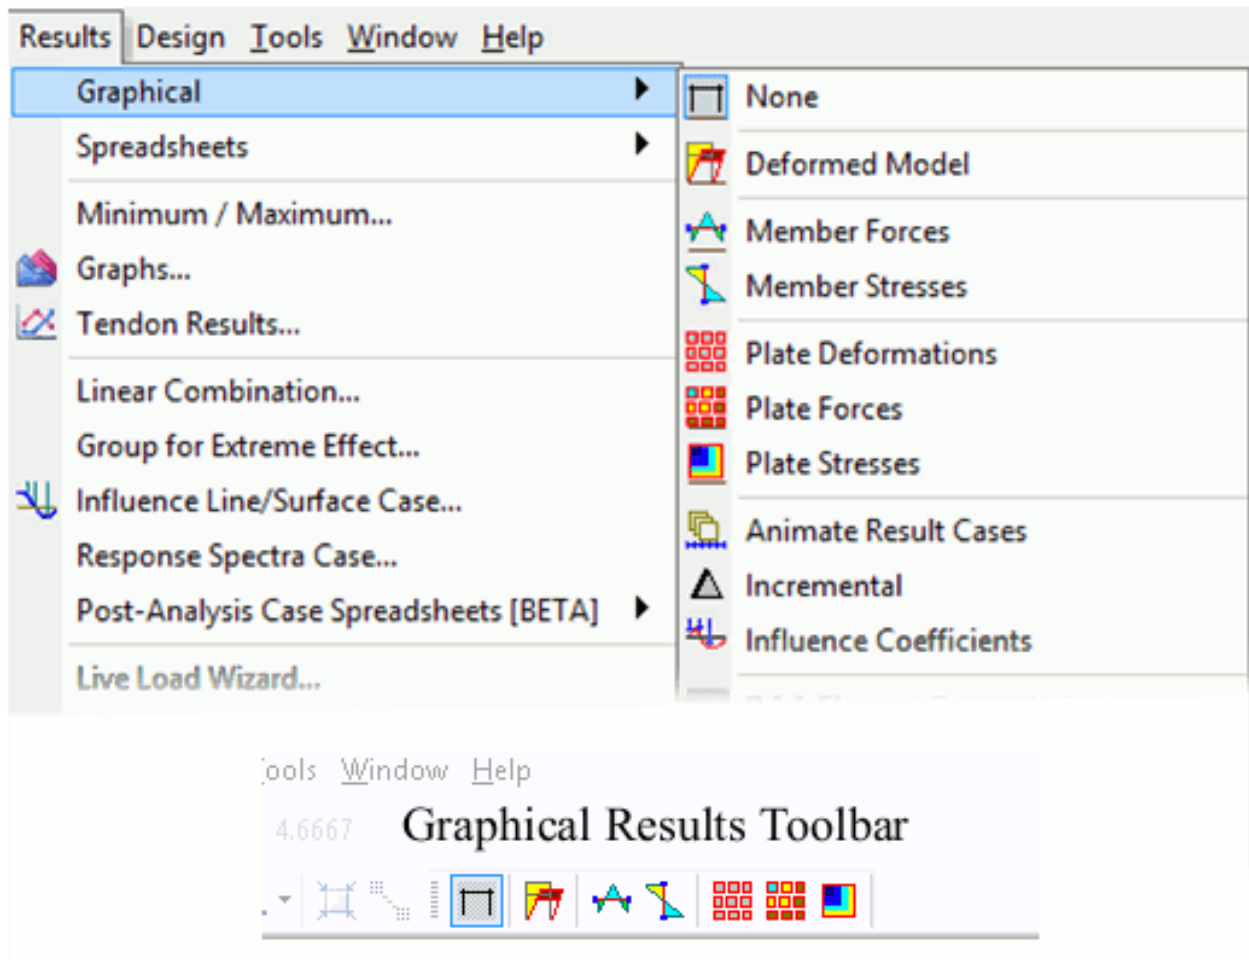 Results Design Tools Window Help
Graphical
Spreadsheets
Minimum / Maximum...
Graphs...
Tendon Results...
Linear Combination...
Group for Extreme Effect...
Influence Line/Surface Case...
Response Spectra Case...
Post-Analysis Case Spreadsheets [BETA]
Live Load Wizard...
None
Deformed Model
Member Forces
Member Stresses
Plate Deformations
Plate Forces
Plate Stresses
Animate Result Cases
Incremental
Influence Coefficients
ools Window Help
4.6667 Graphical Results Toolbar